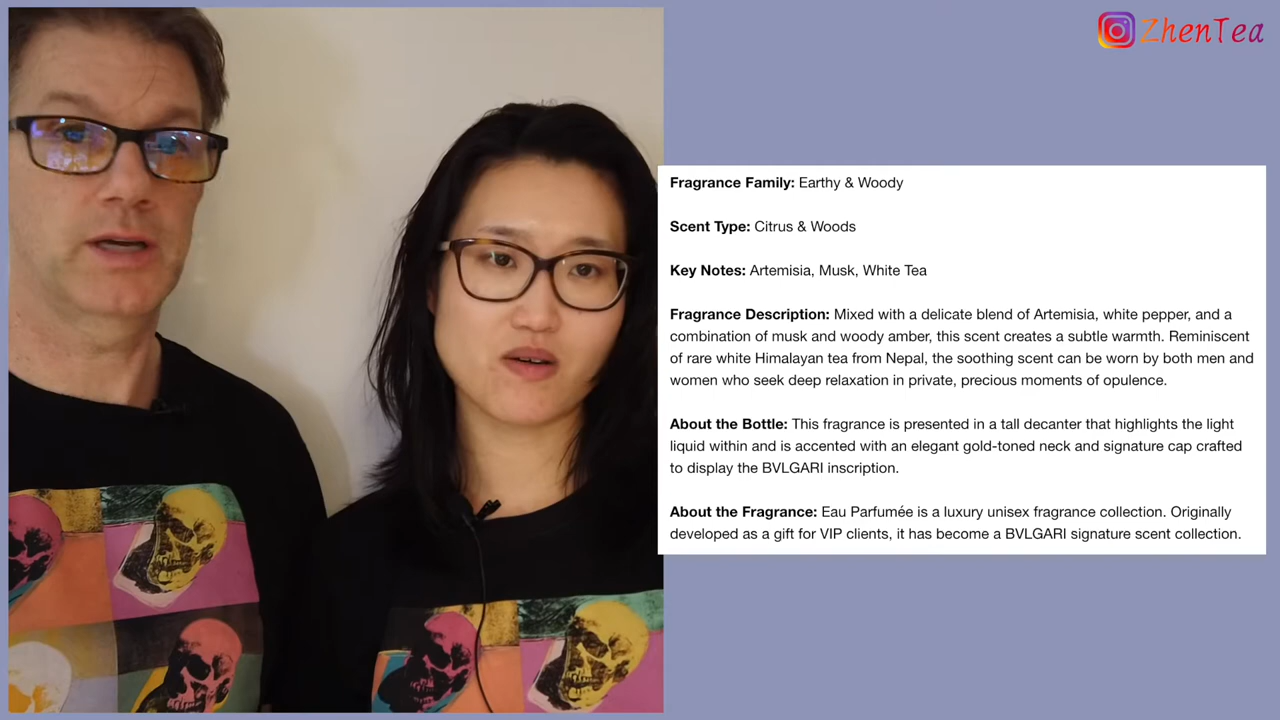 ZhenTea
Fragrance Family: Earthy & Woody
Scent Type: Citrus & Woods
Key Notes: Artemisia, Musk, White Tea
Fragrance Description: Mixed with a delicate blend of Artemisia, white pepper, and a
combination of musk and woody amber, this scent creates a subtle warmth. Reminiscent
of rare white Himalayan tea from Nepal, the soothing scent can be worn by both men and
women who seek deep relaxation in private, precious moments of opulence.
About the Bottle: This fragrance is presented in a tall decanter that highlights the light
liquid within and is accented with an elegant gold-toned neck and signature cap crafted
to display the BVLGARI inscription.
About the Fragrance: Eau Parfumée is a luxury unisex fragrance collection. Originally
developed as a gift for VIP clients, it has become a BVLGARI signature scent collection.